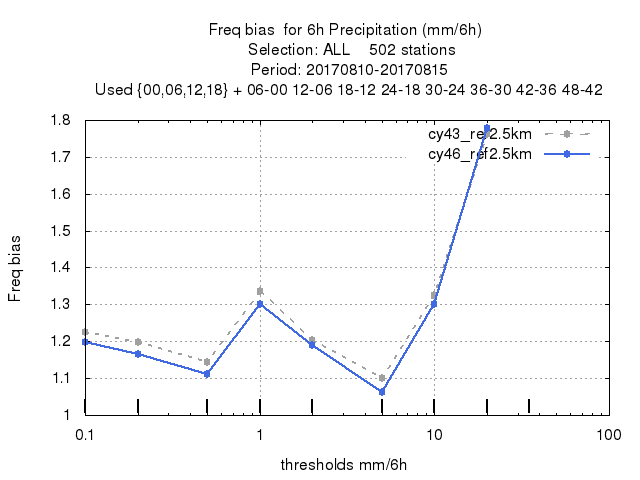 Freq bias  for 6h Precipitation (mm/6h)
Selection: ALL    502 stations
Period: 20170810-20170815
Used {00,06,12,18} + 06-00 12-06 18-12 24-18 30-24 36-30 42-36 48-42
1.8
cy43_ref2.5km
cy46_ref2.5km
1.7
1.6
1.5
1.4
1.3
1.2
1.1
1
Freq bias
0.1 1 10 100
thresholds mm/6h